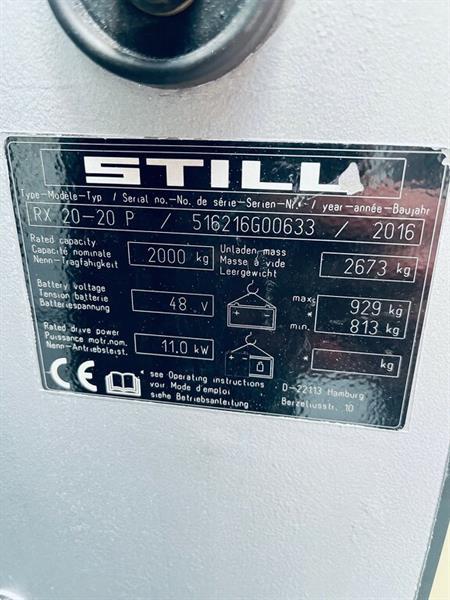 STILL
Type-Modèle-Typ / Serial no.-No. de série-Serien-Nr. / year-année-Baujahr
RX 20-20 P / 516216G00633 / 2016
Rated capacity
Capacité nominale
Nenn-Tragfähigkeit
2000 kg
Unladen mass
Masse à vide
Leergewicht
2673 kg
Battery voltage
Tension batterie
Batteriespannung
48 V
max. 929 kg
min. 813 kg
Rated drive power
Puissance motr.nom.
Nenn-Antriebsleist.
11.0 kW
* kg
CE
* see Operating instructions
voir Mode d'emploi
siehe Betriebsanleitung
D-22113 Hamburg
Berzeliusstr. 10